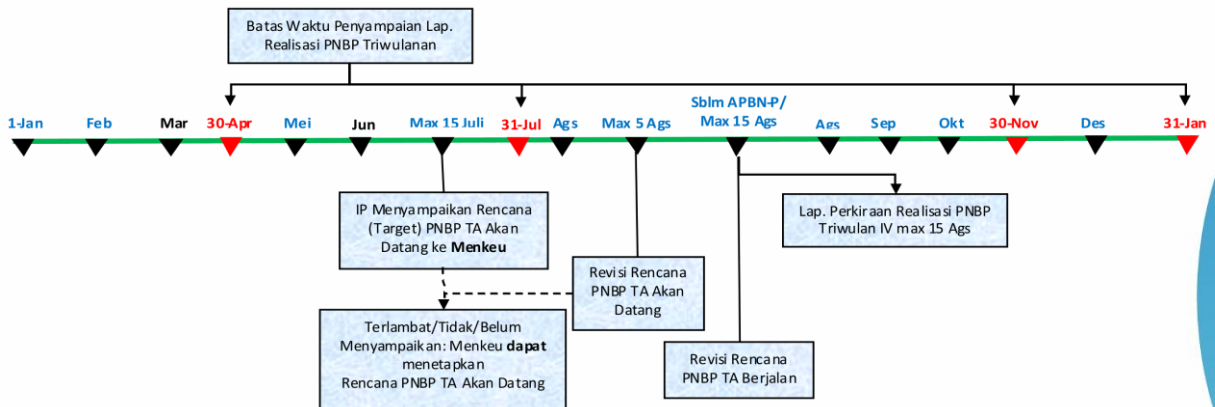 Batas Waktu Penyampaian Lap.
Realisasi PNBP Triwulanan
Sblm APBN-P/
1-Jan Feb Mar 30-Apr Mei Jun Max 15 Juli 31-Jul Ags Max 5 Ags Max 15 Ags Ags Sep Okt 30-Nov Des 31-Jan
IP Menyampaikan Rencana
(Target) PNBP TA Akan
Datang ke Menkeu
Lap. Perkiraan Realisasi PNBP
Triwulan IV max 15 Ags
Revisi Rencana
PNBP TA Akan
Datang
Terlambat/Tidak/Belum
Menyampaikan: Menkeu dapat
menetapkan
Rencana PNBP TA Akan Datang
Revisi Rencana
PNBP TA Berjalan